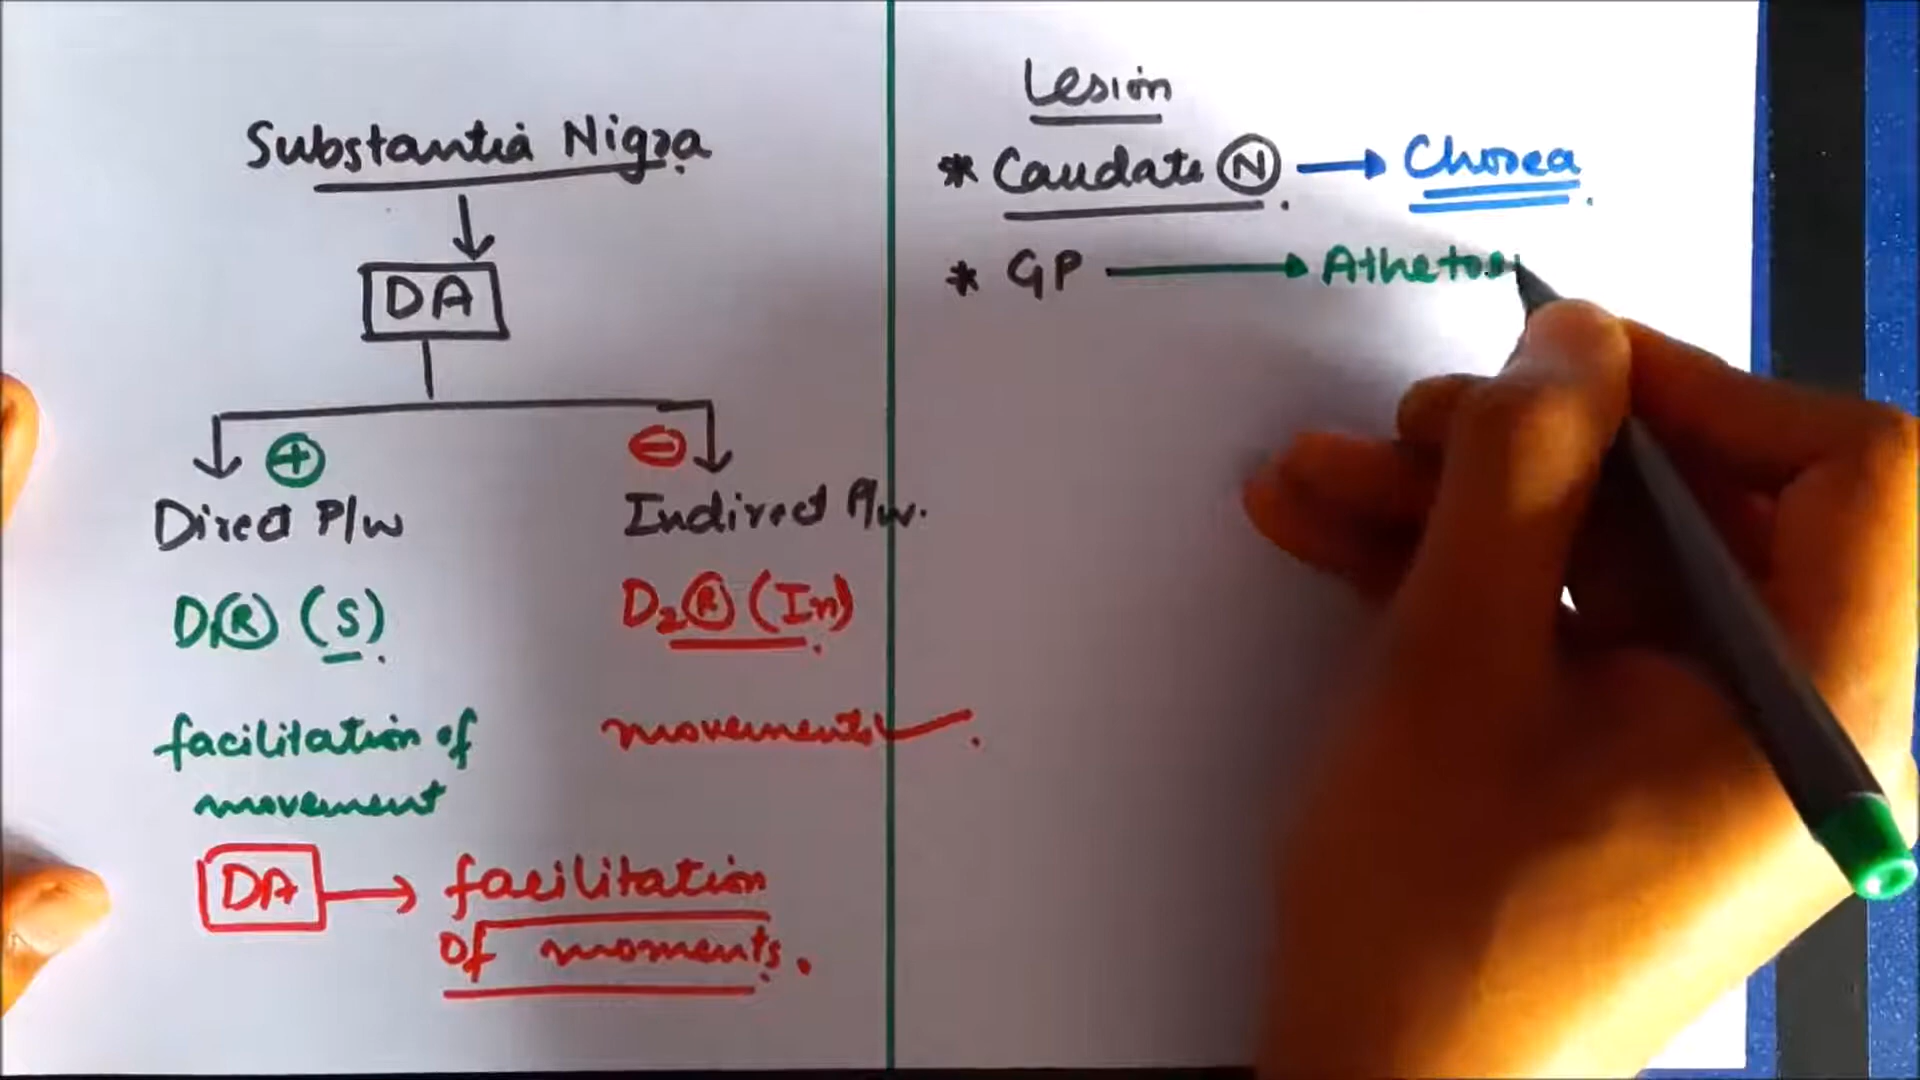 Substantia Nigra
DA
+
-
Direct P/w
Indirect P/w.
D1 R (S)
D2 R (In)
facilitation of
movement
movements
DA → facilitation
of moments.
Lesion
* Caudate N → Chorea
* GP → Athetosi